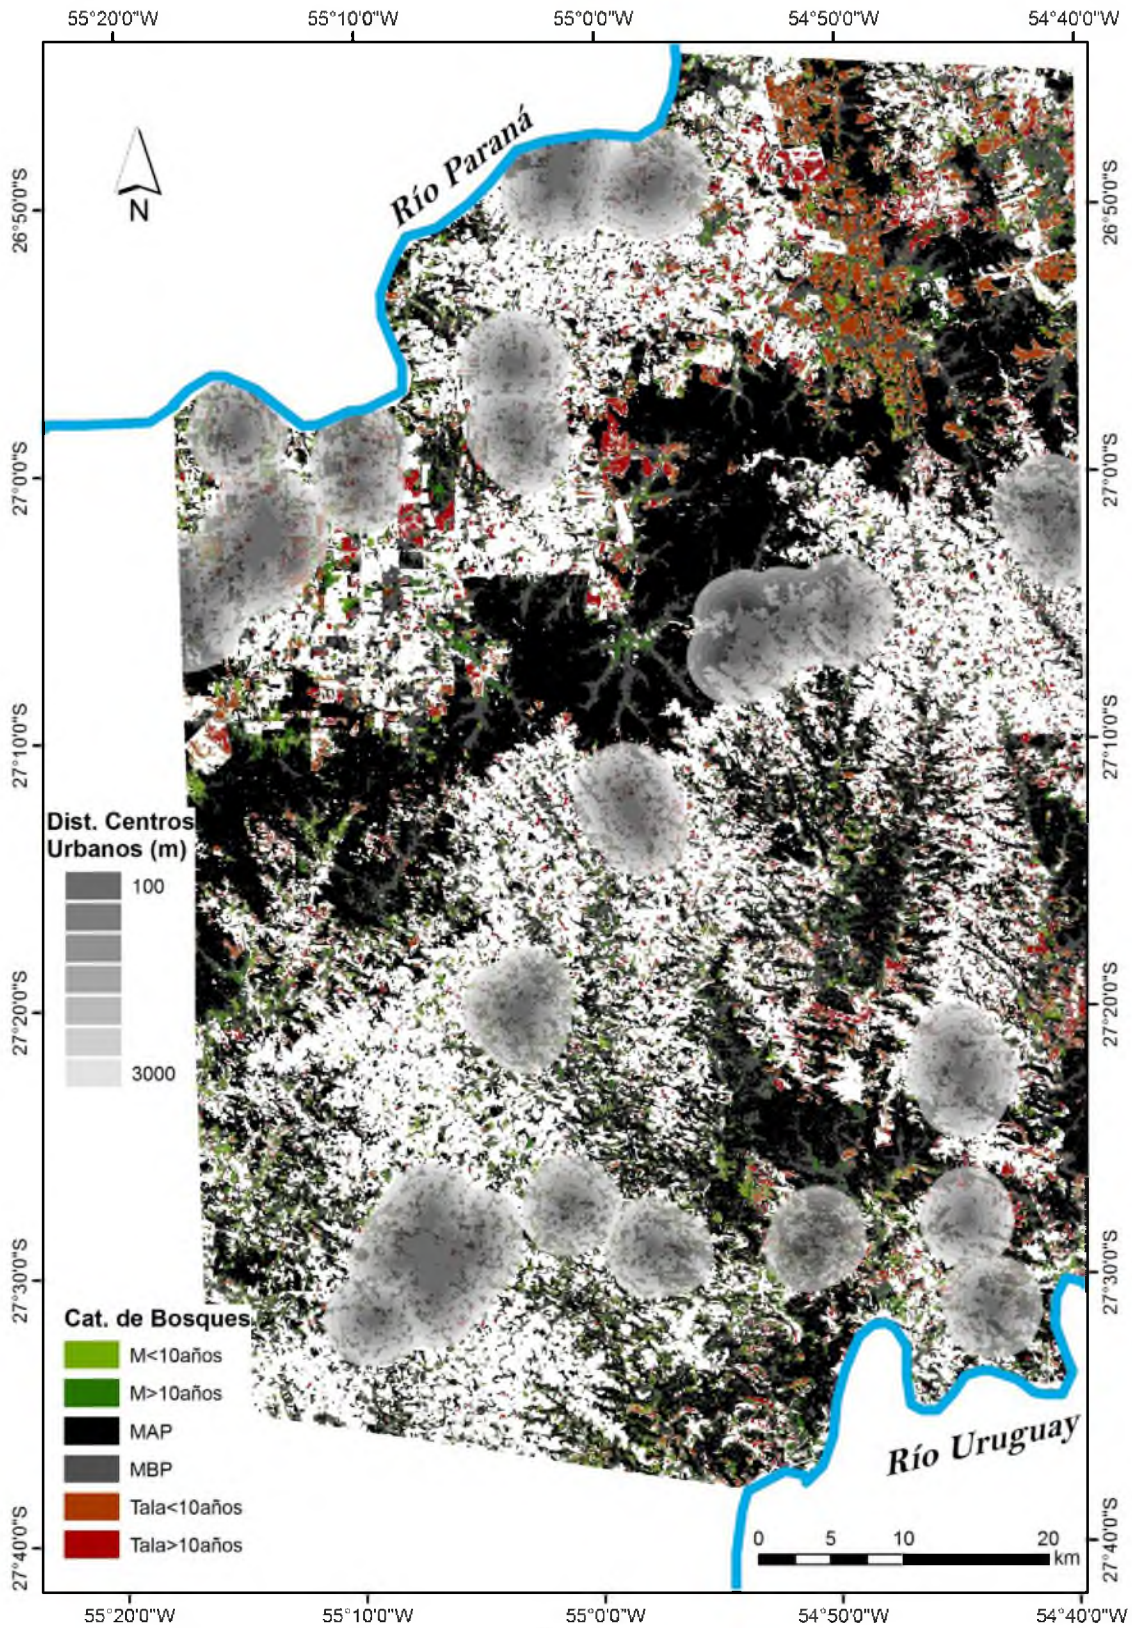 55°20'0"W 55°10'0"W 55°0'0"W 54°50'0"W 54°40'0"W
Río Paraná
N
26°50'0"S 26°50'0"S
27°0'0"S 27°0'0"S
27°10'0"S 27°10'0"S
Dist. Centros
Urbanos (m)
100
3000
27°20'0"S 27°20'0"S
27°30'0"S 27°30'0"S
Cat. de Bosques
M<10años
M>10años
MAP
MBP
Tala<10años
Tala>10años
Río Uruguay
0 5 10 20
km
27°40'0"S 27°40'0"S
55°20'0"W 55°10'0"W 55°0'0"W 54°50'0"W 54°40'0"W